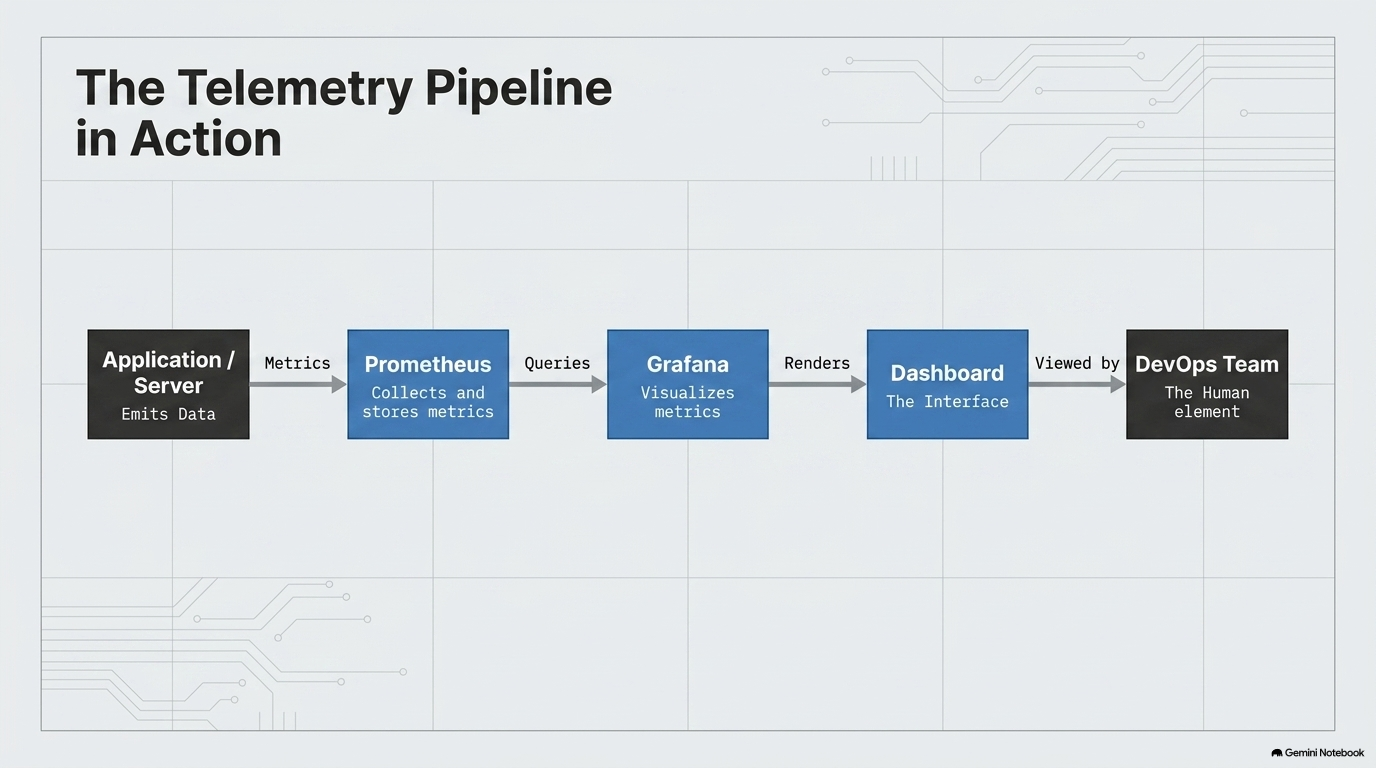 The Telemetry Pipeline
in Action
Application /
Server
Emits Data
Metrics
Prometheus
Collects and
stores metrics
Queries
Grafana
Visualizes
metrics
Renders
Dashboard
The Interface
Viewed by
DevOps Team
The Human
element
Gemini Notebook